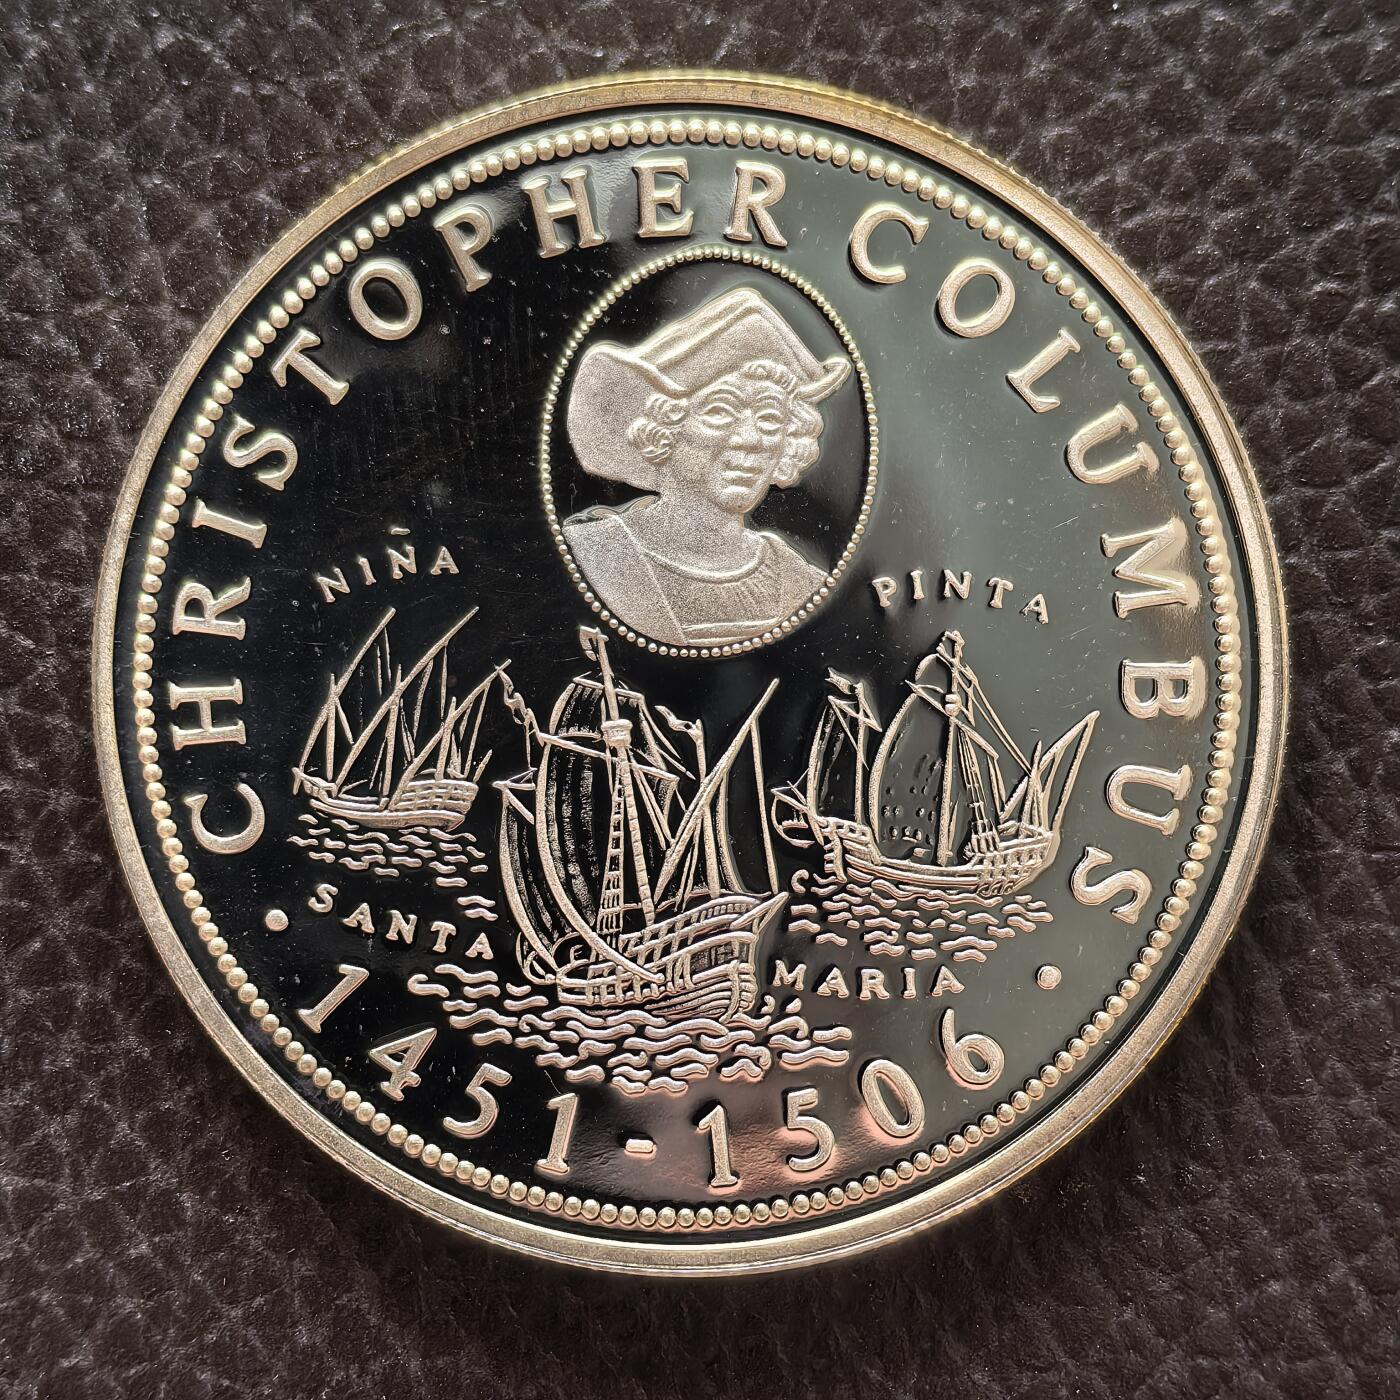 CHRISTOPHER COLUMBUS
NIÑA
PINTA
SANTA MARIA
1451-1506